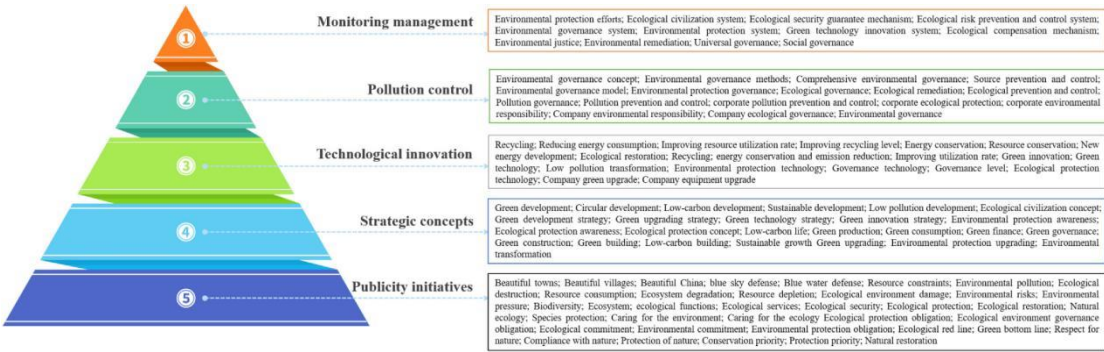 ① Monitoring management
Environmental protection efforts; Ecological civilization system; Ecological security guarantee mechanism; Ecological risk prevention and control system;
Environmental governance system; Environmental protection system; Green technology innovation system; Ecological compensation mechanism;
Environmental justice; Environmental remediation; Universal governance; Social governance
② Pollution control
Environmental governance concept; Environmental governance methods; Comprehensive environmental governance; Source prevention and control;
Environmental governance model; Environmental protection governance; Ecological governance; Ecological remediation; Ecological prevention and control;
Pollution governance; Pollution prevention and control; corporate pollution prevention and control; corporate ecological protection; corporate environmental
responsibility; Company environmental responsibility; Company ecological governance; Environmental governance
③ Technological innovation
Recycling; Reducing energy consumption; Improving resource utilization rate; Improving recycling level; Energy conservation; Resource conservation; New
energy development; Ecological restoration; Recycling; energy conservation and emission reduction; Improving utilization rate; Green innovation; Green
technology; Low pollution transformation; Environmental protection technology; Governance technology; Governance level; Ecological protection
technology; Company green upgrade; Company equipment upgrade
④ Strategic concepts
Green development; Circular development; Low-carbon development; Sustainable development; Low pollution development; Ecological civilization concept;
Green development strategy; Green upgrading strategy; Green technology strategy; Green innovation strategy; Environmental protection awareness;
Ecological protection awareness; Ecological protection concept; Low-carbon life; Green production; Green consumption; Green finance; Green governance;
Green construction; Green building; Low-carbon building; Sustainable growth Green upgrading; Environmental protection upgrading; Environmental
transformation
⑤ Publicity initiatives
Beautiful towns; Beautiful villages; Beautiful China; blue sky defense; Blue water defense; Resource constraints; Environmental pollution; Ecological
destruction; Resource consumption; Ecosystem degradation; Resource depletion; Ecological environment damage; Environmental risks; Environmental
pressure; Biodiversity; Ecosystem; ecological functions; Ecological services; Ecological security; Ecological protection; Ecological restoration; Natural
ecology; Species protection; Caring for the environment; Caring for the ecology Ecological protection obligation; Ecological environment governance
obligation; Ecological commitment; Environmental commitment; Environmental protection obligation; Ecological red line; Green bottom line; Respect for
nature; Compliance with nature; Protection of nature; Conservation priority; Protection priority; Natural restoration